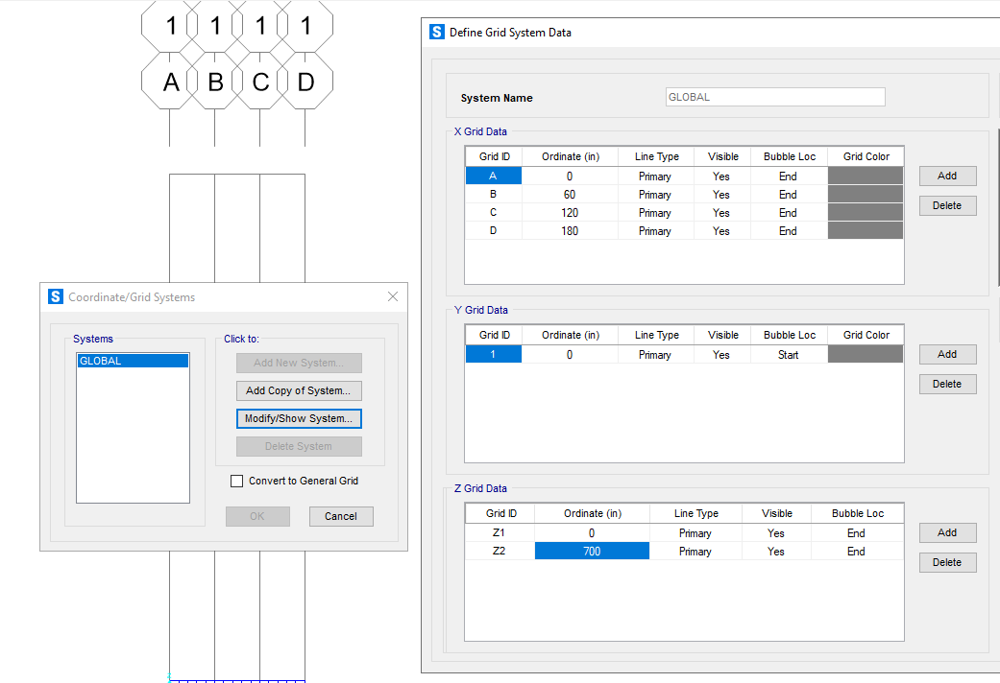 1 1 1 1
A B C D
S Coordinate/Grid Systems
Systems
GLOBAL
Click to:
Add New System...
Add Copy of System...
Modify/Show System...
Delete System
Convert to General Grid
OK Cancel
S Define Grid System Data
System Name GLOBAL
X Grid Data
Grid ID Ordinate (in) Line Type Visible Bubble Loc Grid Color
A 0 Primary Yes End
B 60 Primary Yes End
C 120 Primary Yes End
D 180 Primary Yes End
Add
Delete
Y Grid Data
Grid ID Ordinate (in) Line Type Visible Bubble Loc Grid Color
1 0 Primary Yes Start
Add
Delete
Z Grid Data
Grid ID Ordinate (in) Line Type Visible Bubble Loc
Z1 0 Primary Yes End
Z2 700 Primary Yes End
Add
Delete